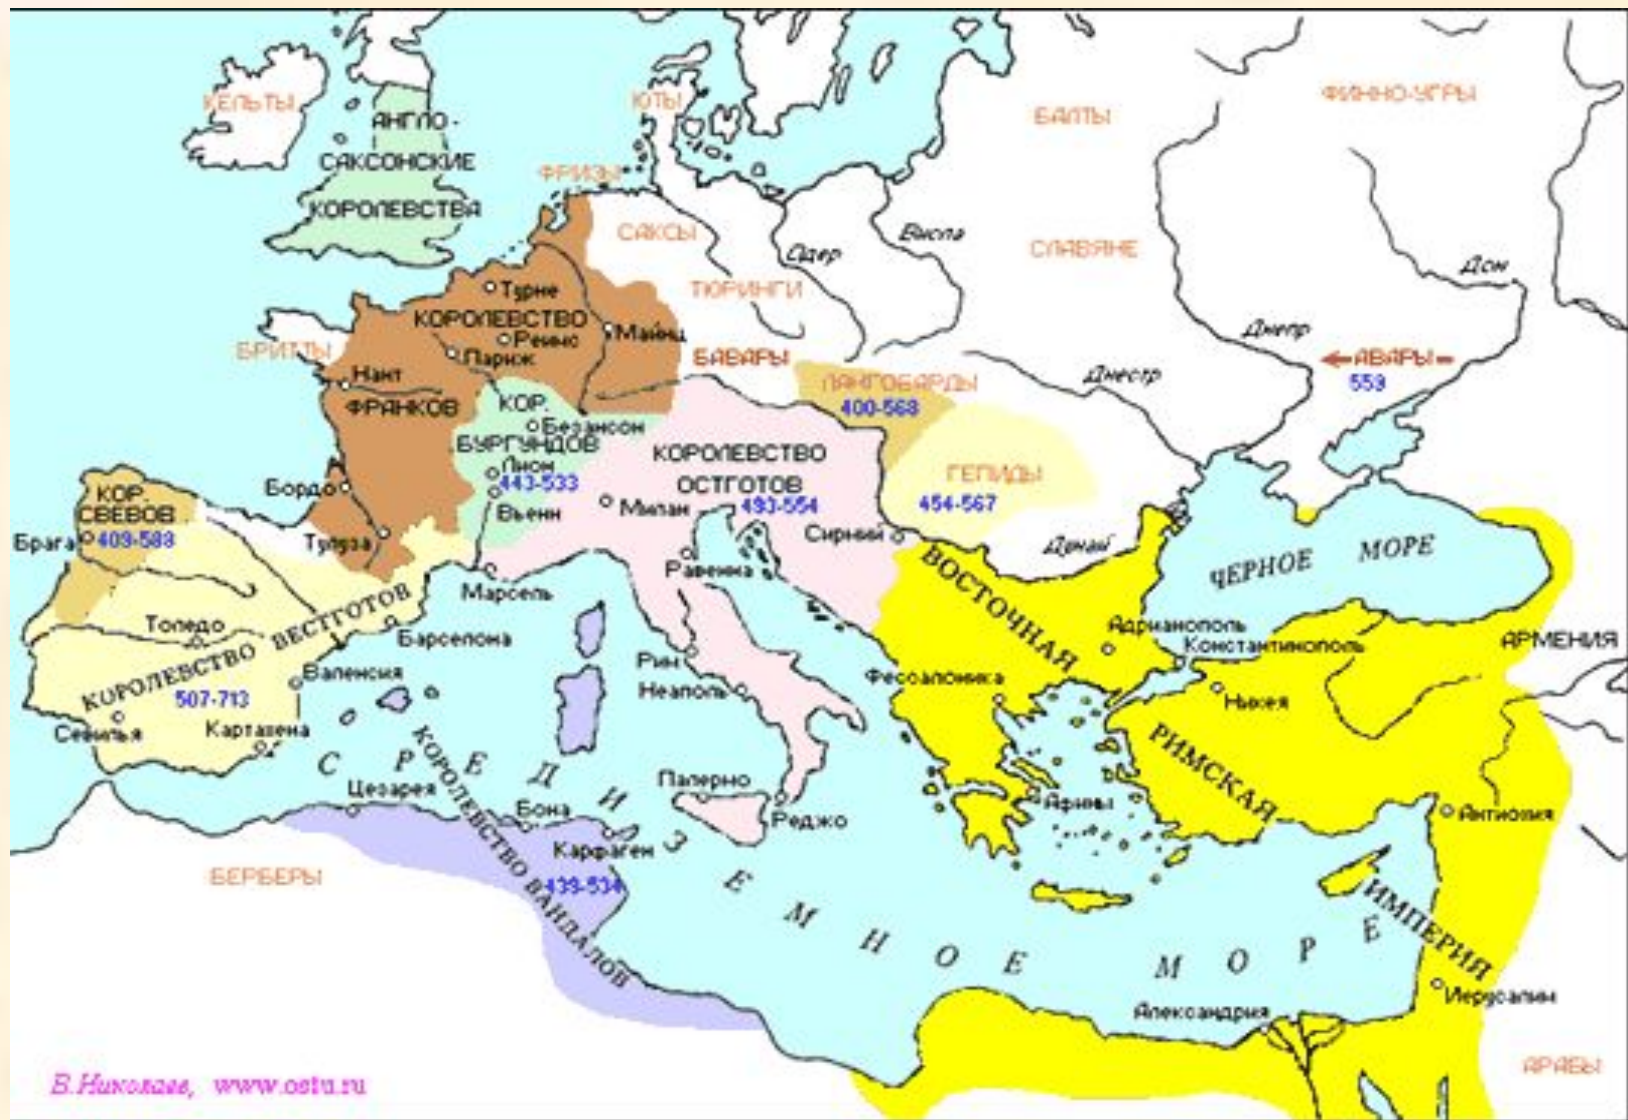 КЕЛЬТЫ
ЮТЫ
ФИННО-УГРЫ
БАЛТЫ
АНГЛО-
САКСОНСКИЕ
КОРОЛЕВСТВА
ФРИЗЫ
САКСЫ
Одер
Висла
СЛАВЯНЕ
Дон
ТЮРИНГИ
Турне
КОРОЛЕВСТВО
Реймс
Париж
Майнц
Днепр
БРИТТЫ
БАВАРЫ
АВАРЫ
553
Нант
ФРАНКОВ
ЛАНГОБАРДЫ
400-568
Днестр
КОР.
Безансон
БУРГУНДОВ
Лион
443-533
Вьенн
КОРОЛЕВСТВО
ОСТГОТОВ
493-554
Милан
ГЕПИДЫ
454-567
Бордо
КОР.
СВЕВОВ
Брага
409-588
Тулуза
Сирмий
Дунай
Равенна
Марсель
ЧЕРНОЕ МОРЕ
ВОСТОЧНАЯ
РИМСКАЯ
ИМПЕРИЯ
Адрианополь
Константинополь
АРМЕНИЯ
Толедо
КОРОЛЕВСТВО ВЕСТГОТОВ
507-713
Барселона
Валенсия
Рим
Неаполь
Фессалоника
Никея
Севилья
Картахена
СРЕДИЗЕМНОЕ МОРЕ
КОРОЛЕВСТВО ВАНДАЛОВ
439-534
Цезарея
Бона
Карфаген
Палермо
Реджо
Афины
Антиохия
БЕРБЕРЫ
Иерусалим
Александрия
АРАБЫ
В.Николаев, www.ostu.ru